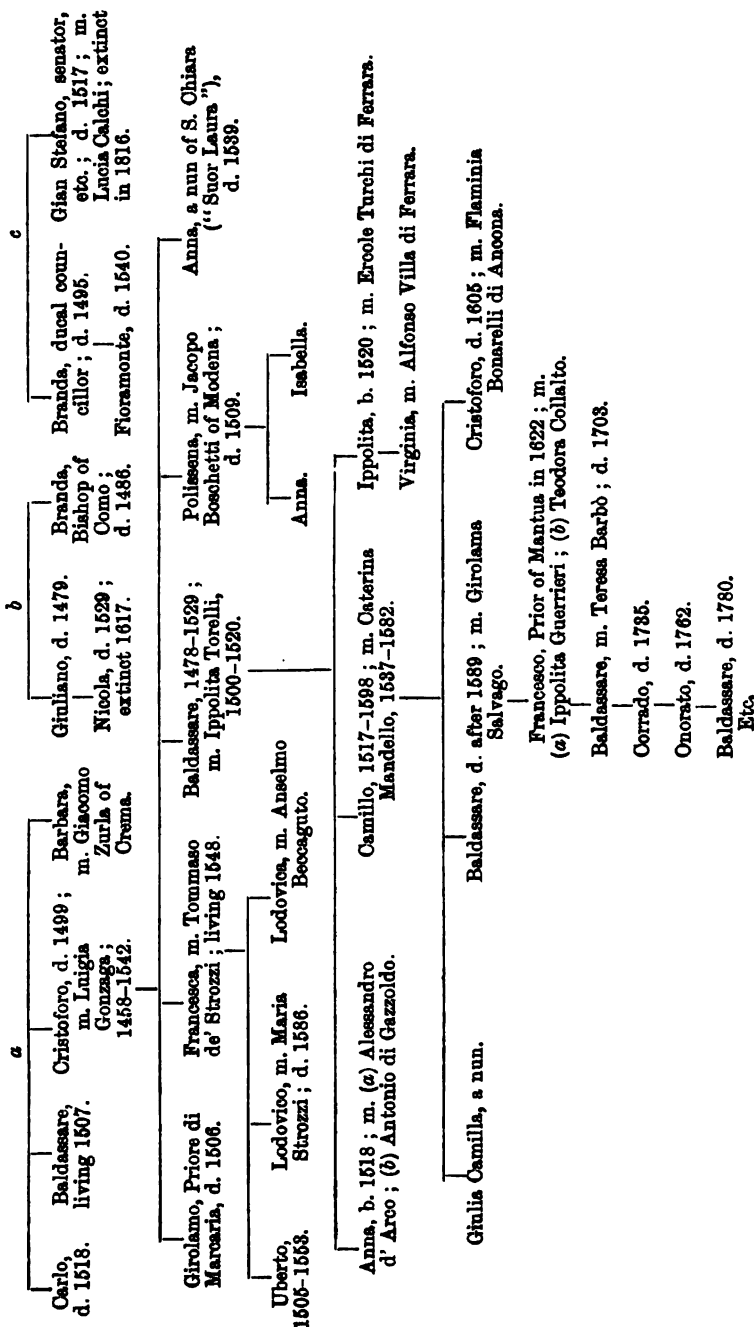 a
b
c
Carlo,
d. 1518.
Baldassare,
living 1507.
Cristoforo, d. 1499 ;
m. Luigia
Gonzaga ;
1458–1542.
Barbara,
m. Giacomo
Zurla of
Crema.
Giuliano, d. 1479.
Nicola, d. 1529 ;
extinct 1617.
Branda,
Bishop of
Como ;
d. 1486.
Branda, ducal coun-
cillor ; d. 1495.
Fioramonte, d. 1540.
Gian Stefano, senator,
etc. ; d. 1517 ; m.
Lucia Calchi ; extinct
in 1816.
Girolamo, Priore di
Marcaria, d. 1506.
Francesca, m. Tommaso
de' Strozzi ; living 1548.
Baldassare, 1478–1529 ;
m. Ippolita Torelli,
1500–1520.
Polissena, m. Jacopo
Boschetti of Modena ;
d. 1509.
Anna, a nun of S. Chiara
(“Suor Laura”),
d. 1539.
Uberto,
1505–1553.
Lodovico, m. Maria
Strozzi ; d. 1586.
Lodovica, m. Anselmo
Beccaguto.
Anna.
Isabella.
Anna, b. 1518 ; m. (a) Alessandro
d' Arco ; (b) Antonio di Gazzoldo.
Camillo, 1517–1598 ; m. Caterina
Mandello, 1537–1582.
Ippolita, b. 1520 ; m. Ercole Turchi di Ferrara.
Virginia, m. Alfonso Villa di Ferrara.
Giulia Camilla, a nun.
Baldassare, d. after 1589 ; m. Girolama
Salvago.
Cristoforo, d. 1605 ; m. Flaminia
Bonarelli di Ancona.
Francesco, Prior of Mantua in 1622 ; m.
(a) Ippolita Guerrieri ; (b) Teodora Collalto.
Baldassare, m. Teresa Barbò ; d. 1703.
Corrado, d. 1735.
Onorato, d. 1762.
Baldassare, d. 1780.
Etc.